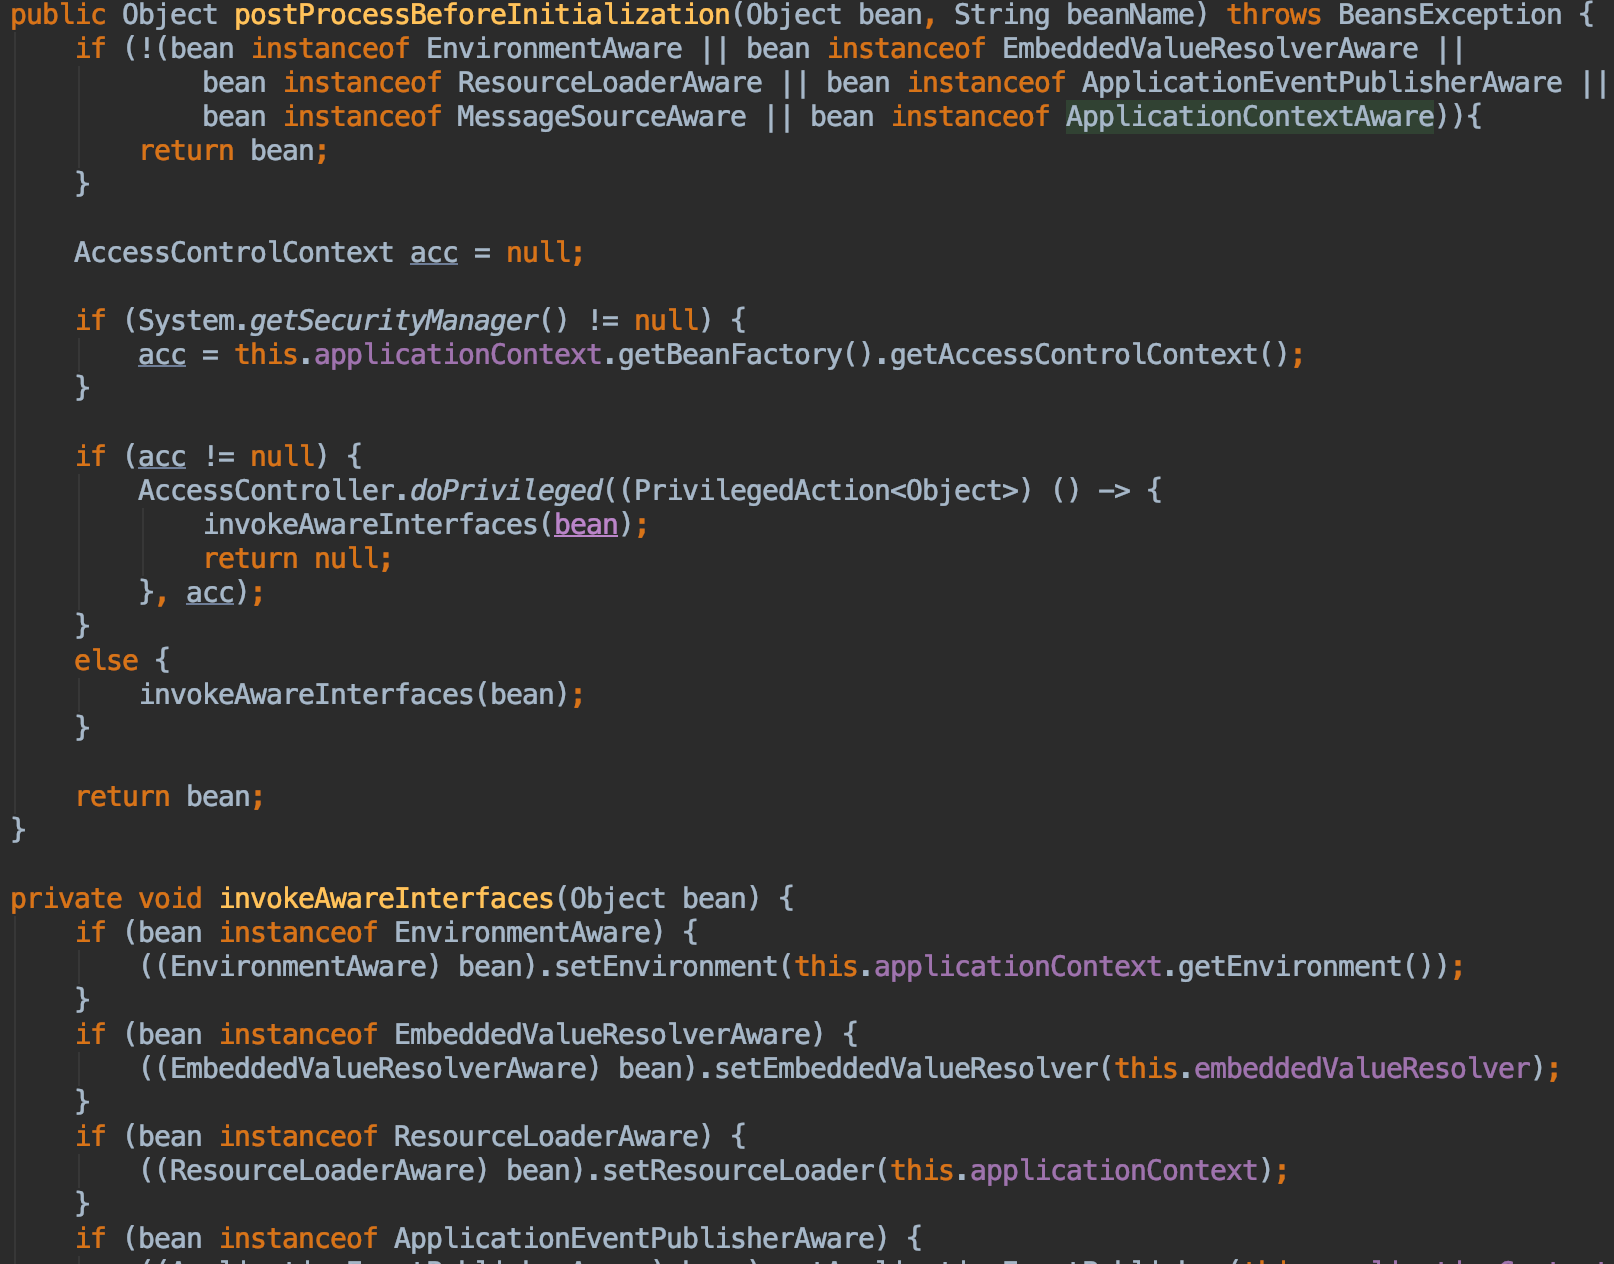 public Object postProcessBeforeInitialization(Object bean, String beanName) throws BeansException {
    if (!(bean instanceof EnvironmentAware || bean instanceof EmbeddedValueResolverAware ||
            bean instanceof ResourceLoaderAware || bean instanceof ApplicationEventPublisherAware ||
            bean instanceof MessageSourceAware || bean instanceof ApplicationContextAware)){
        return bean;
    }

    AccessControlContext acc = null;

    if (System.getSecurityManager() != null) {
        acc = this.applicationContext.getBeanFactory().getAccessControlContext();
    }

    if (acc != null) {
        AccessController.doPrivileged((PrivilegedAction<Object>) () -> {
            invokeAwareInterfaces(bean);
            return null;
        }, acc);
    }
    else {
        invokeAwareInterfaces(bean);
    }

    return bean;
}

private void invokeAwareInterfaces(Object bean) {
    if (bean instanceof EnvironmentAware) {
        ((EnvironmentAware) bean).setEnvironment(this.applicationContext.getEnvironment());
    }
    if (bean instanceof EmbeddedValueResolverAware) {
        ((EmbeddedValueResolverAware) bean).setEmbeddedValueResolver(this.embeddedValueResolver);
    }
    if (bean instanceof ResourceLoaderAware) {
        ((ResourceLoaderAware) bean).setResourceLoader(this.applicationContext);
    }
    if (bean instanceof ApplicationEventPublisherAware) {